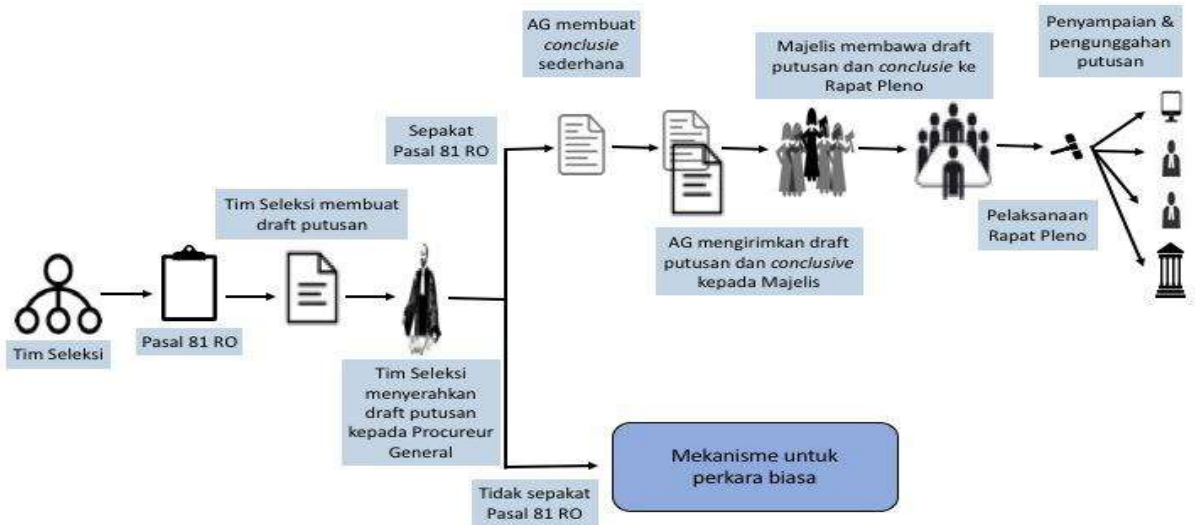 Tim Seleksi
Pasal 81 RO
Tim Seleksi membuat
draft putusan
Tim Seleksi
menyerahkan
draft putusan
kepada Procureur
General
Sepakat
Pasal 81 RO
AG membuat
conclusie
sederhana
AG mengirimkan draft
putusan dan conclusive
kepada Majelis
Majelis membawa draft
putusan dan conclusie ke
Rapat Pleno
Pelaksanaan
Rapat Pleno
Penyampaian &
pengunggahan
putusan
Tidak sepakat
Pasal 81 RO
Mekanisme untuk
perkara biasa